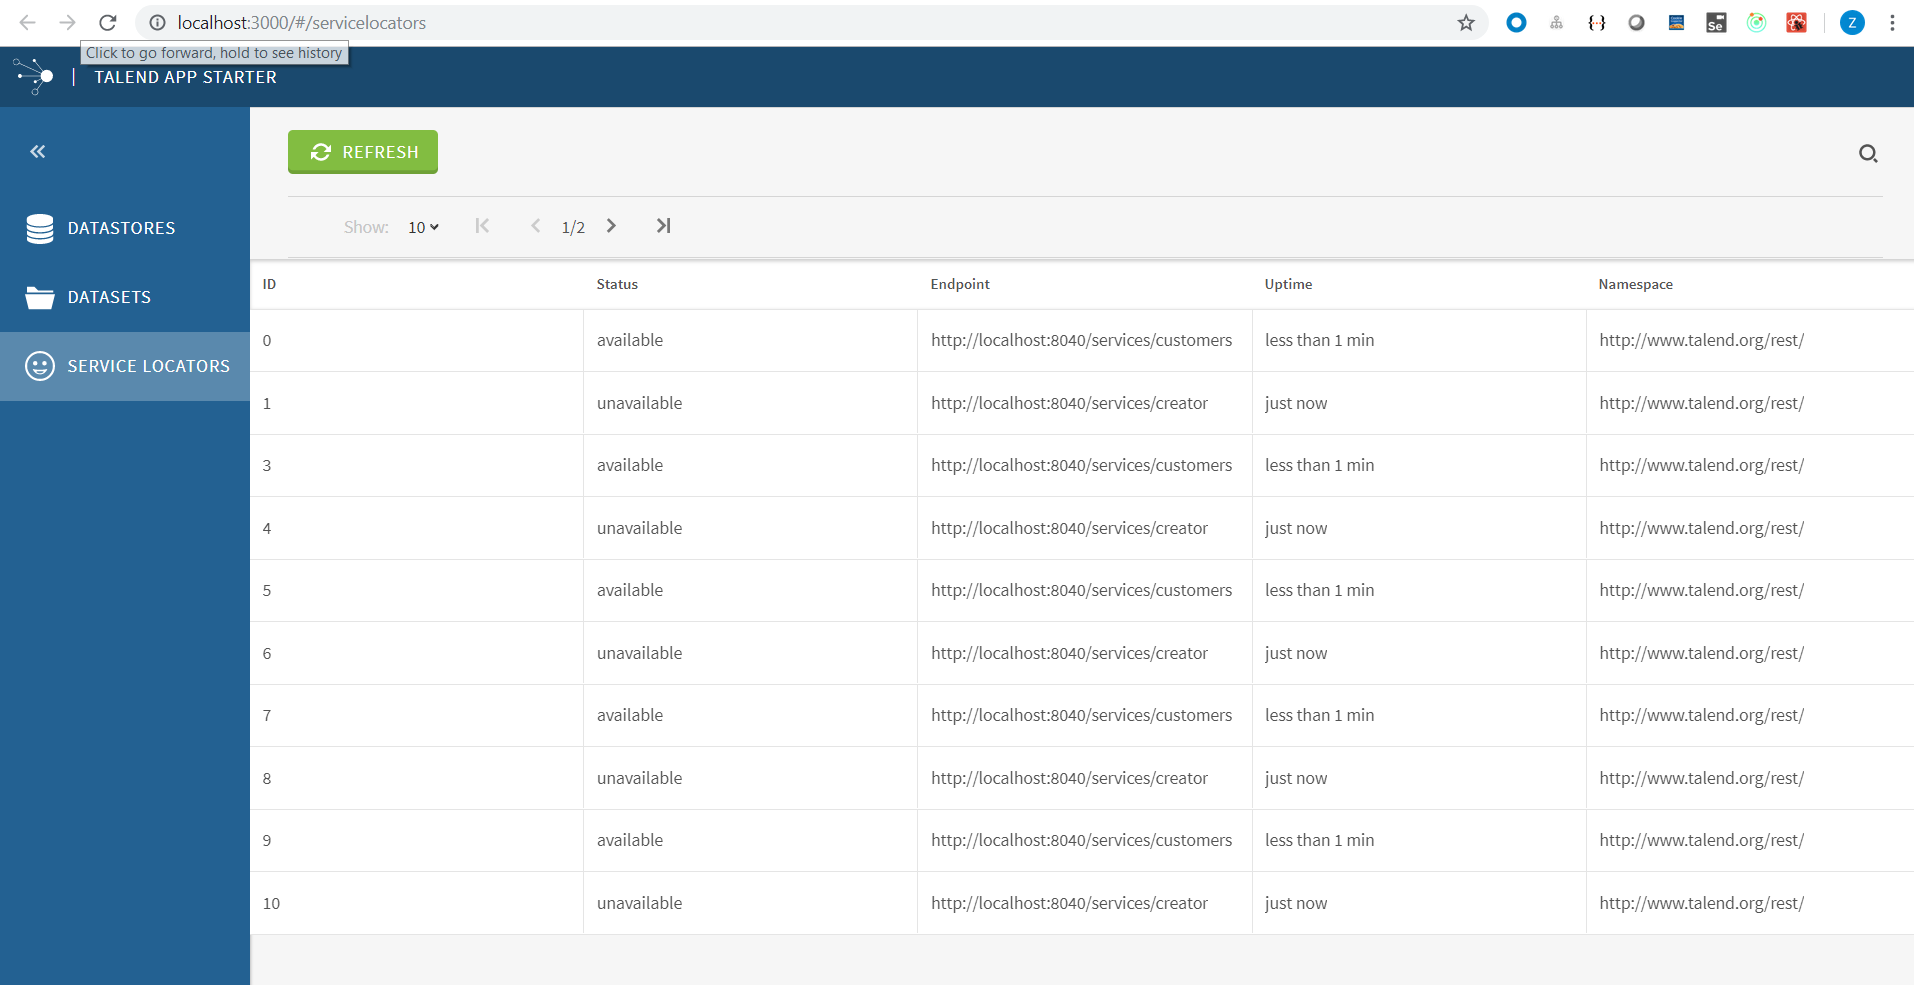 localhost:3000/#/servicelocators
{··}
Se
Z
Click to go forward, hold to see history
TALEND APP STARTER
REFRESH
Show: 10 1/2
DATASTORES
DATASETS
SERVICE LOCATORS
ID Status Endpoint Uptime Namespace
0 available http://localhost:8040/services/customers less than 1 min http://www.talend.org/rest/
1 unavailable http://localhost:8040/services/creator just now http://www.talend.org/rest/
3 available http://localhost:8040/services/customers less than 1 min http://www.talend.org/rest/
4 unavailable http://localhost:8040/services/creator just now http://www.talend.org/rest/
5 available http://localhost:8040/services/customers less than 1 min http://www.talend.org/rest/
6 unavailable http://localhost:8040/services/creator just now http://www.talend.org/rest/
7 available http://localhost:8040/services/customers less than 1 min http://www.talend.org/rest/
8 unavailable http://localhost:8040/services/creator just now http://www.talend.org/rest/
9 available http://localhost:8040/services/customers less than 1 min http://www.talend.org/rest/
10 unavailable http://localhost:8040/services/creator just now http://www.talend.org/rest/